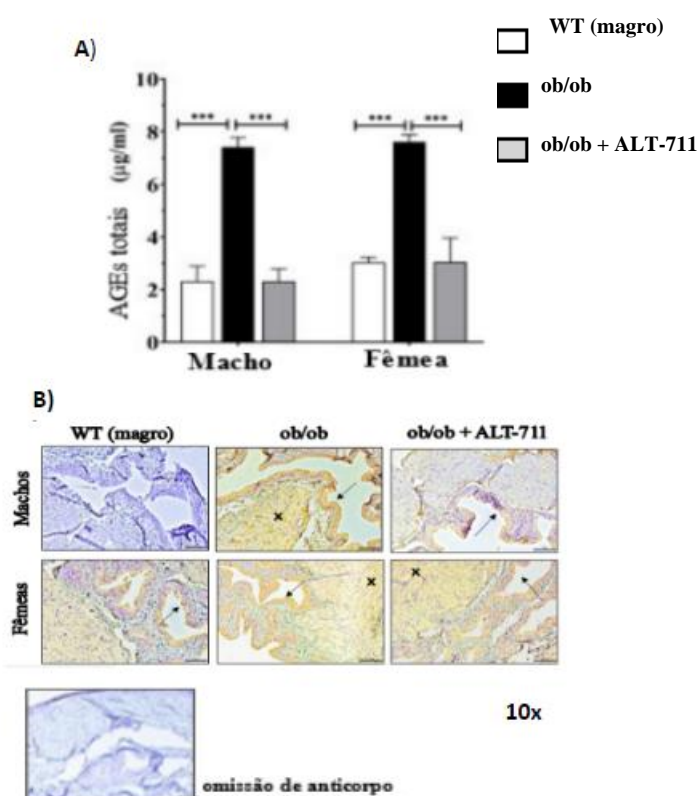 WT (magro)
A)
ob/ob
ob/ob + ALT-711
AGEs totais (µg/ml)
10
8
6
4
2
0
*** *** *** ***
Macho Fêmea
B)
WT (magro) ob/ob ob/ob + ALT-711
Machos
x
Fêmeas
x x
10x
omissão de anticorpo